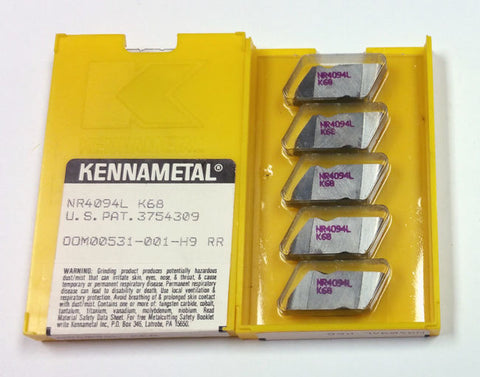 KENNAMETAL®
NR4094L K68
U.S. PAT. 3754309
OOM00531-001-H9 RR
WARNING: Grinding product produces potentially hazardous
dust/mist that can irritate skin, eyes, nose, & throat, & cause
temporary or permanent respiratory disease. Permanent respiratory
disease can lead to disability or death. Use local ventilation & res-
piratory protection. Avoid breathing of & prolonged skin contact
with dust/mist. Contains one or more of: tungsten carbide, cobalt,
tantalum, titanium, vanadium, molybdenum, niobium. Read
Material Safety Data Sheet. For free Metalcutting Safety Booklet
write Kennametal Inc., P.O. Box 346, Latrobe, PA 15650.
NR4094L
K68
NR4094L
K68
NR4094L
K68
NR4094L
K68
NR4094L
K68